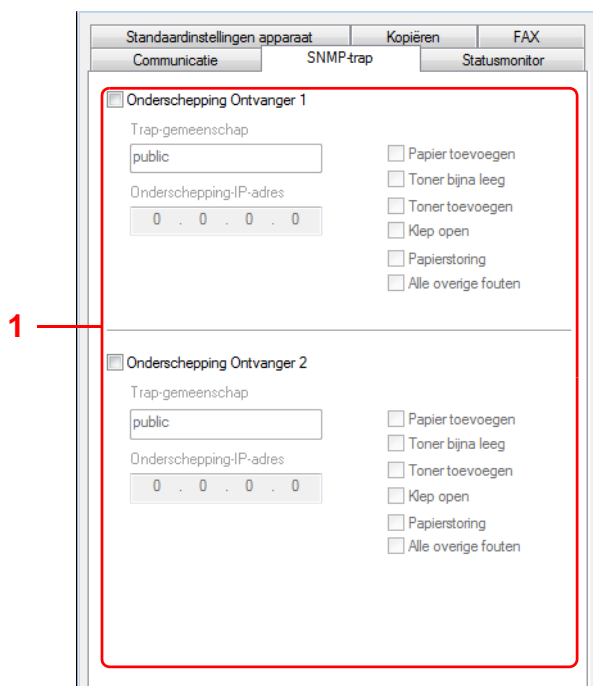 Standaardinstellingen apparaat Kopiëren FAX
Communicatie SNMP-trap Statusmonitor
Onderschepping Ontvanger 1
Trap-gemeenschap
public
Onderschepping-IP-adres
0 . 0 . 0 . 0
Papier toevoegen
Toner bijna leeg
Toner toevoegen
Klep open
Papierstoring
Alle overige fouten
1
Onderschepping Ontvanger 2
Trap-gemeenschap
public
Onderschepping-IP-adres
0 . 0 . 0 . 0
Papier toevoegen
Toner bijna leeg
Toner toevoegen
Klep open
Papierstoring
Alle overige fouten